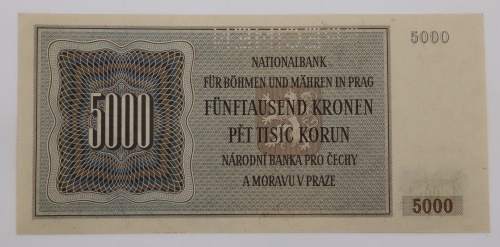 5000
NATIONALBANK
FÜR BÖHMEN UND MÄHREN IN PRAG
5000
FÜNFTAUSEND KRONEN
PĚT TISÍC KORUN
NÁRODNÍ BANKA PRO ČECHY
A MORAVU V PRAZE
5000